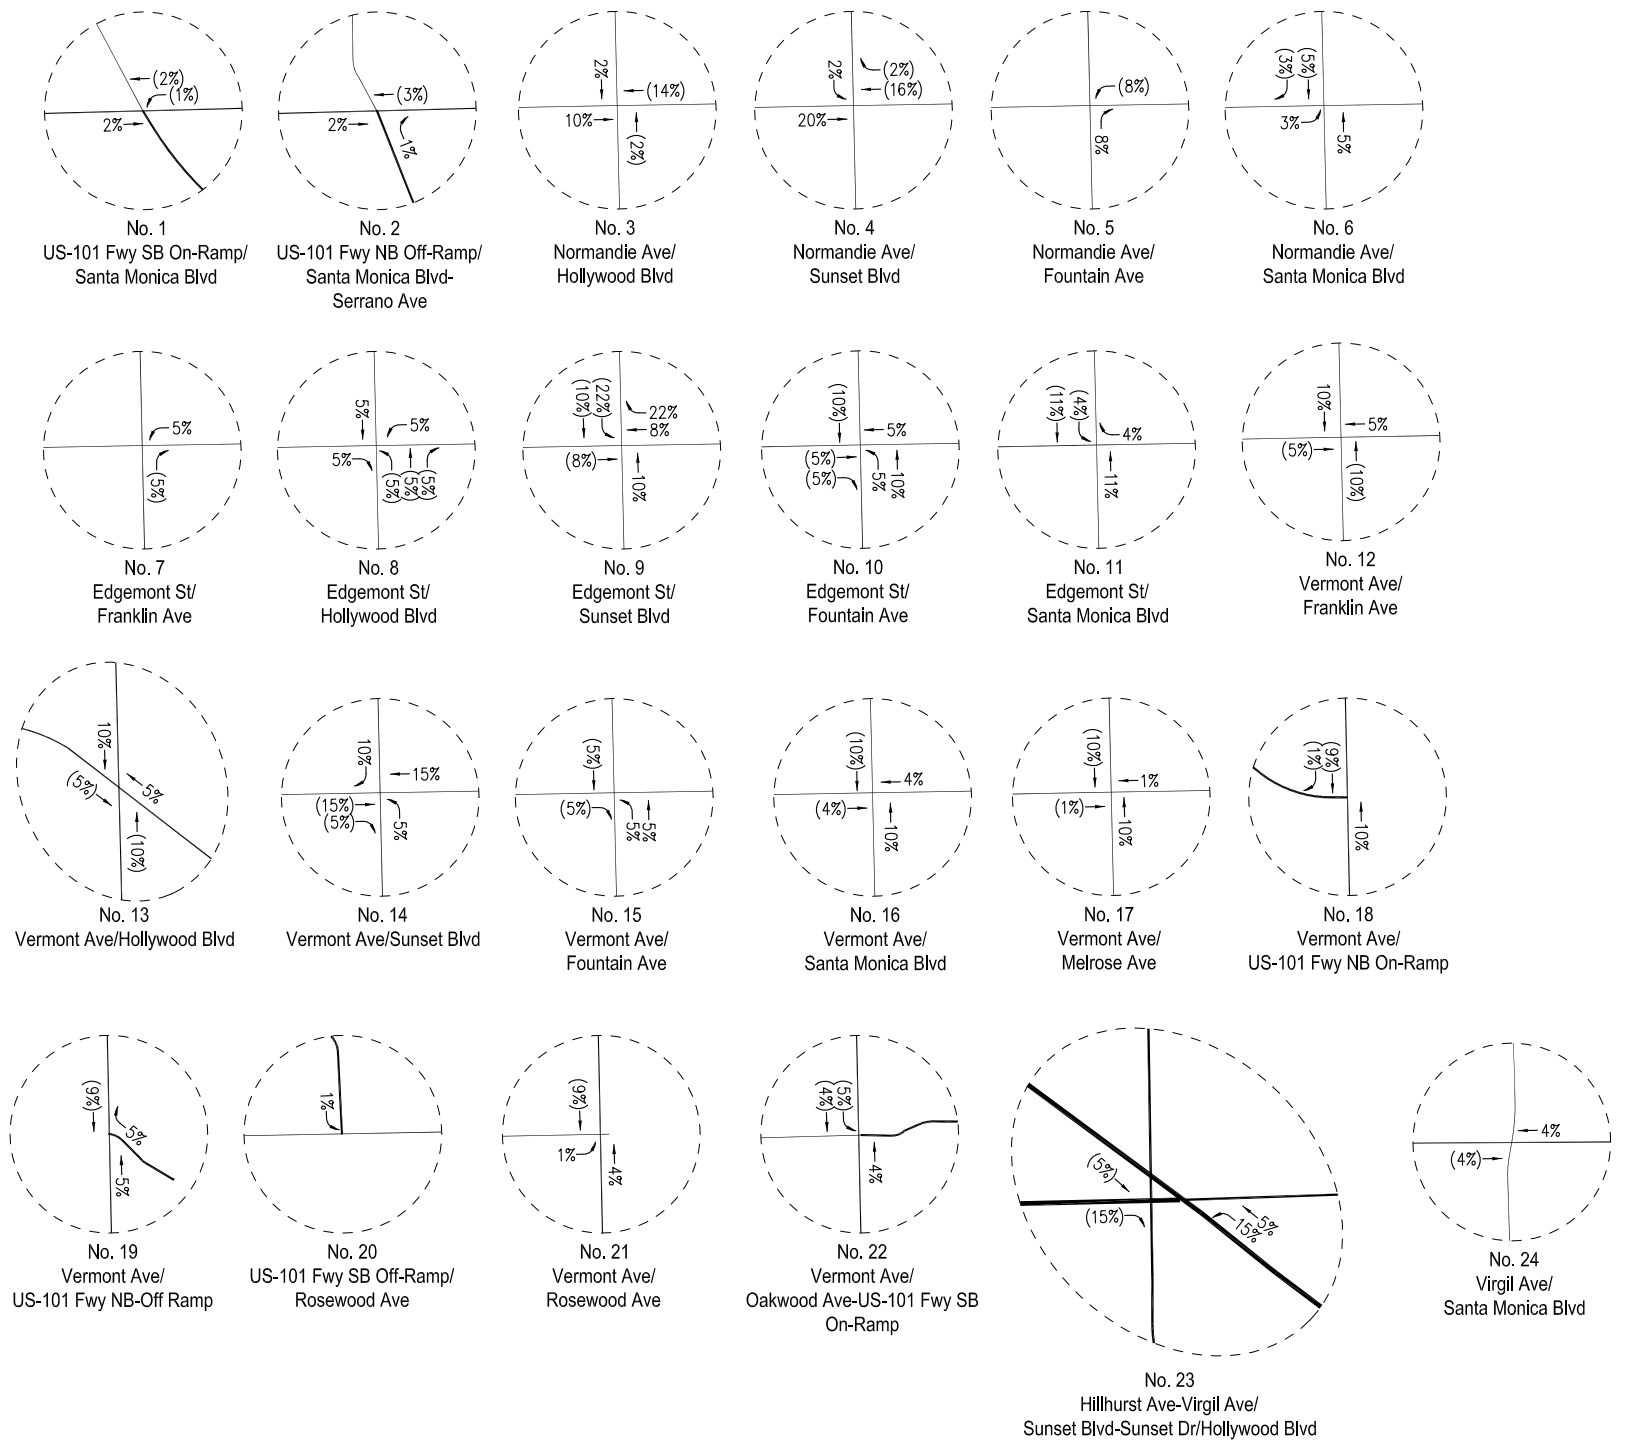 (2%)
(1%)
2%
No. 1
US-101 Fwy SB On-Ramp/
Santa Monica Blvd
(3%)
2%
1%
No. 2
US-101 Fwy NB Off-Ramp/
Santa Monica Blvd-
Serrano Ave
2%
(14%)
10%
(2%)
No. 3
Normandie Ave/
Hollywood Blvd
2%
(2%)
(16%)
20%
No. 4
Normandie Ave/
Sunset Blvd
(8%)
8%
No. 5
Normandie Ave/
Fountain Ave
(3%)
(5%)
3%
5%
No. 6
Normandie Ave/
Santa Monica Blvd
5%
(5%)
No. 7
Edgemont St/
Franklin Ave
5%
5%
5%
(5%)
(5%)
(5%)
No. 8
Edgemont St/
Hollywood Blvd
(10%)
(22%)
22%
8%
(8%)
10%
No. 9
Edgemont St/
Sunset Blvd
(10%)
5%
(5%)
(5%)
5%
10%
No. 10
Edgemont St/
Fountain Ave
(11%)
(4%)
4%
11%
No. 11
Edgemont St/
Santa Monica Blvd
10%
5%
(5%)
(10%)
No. 12
Vermont Ave/
Franklin Ave
10%
5%
(5%)
(10%)
No. 13
Vermont Ave/Hollywood Blvd
10%
15%
(15%)
(5%)
5%
No. 14
Vermont Ave/Sunset Blvd
(5%)
(5%)
5%
5%
No. 15
Vermont Ave/
Fountain Ave
(10%)
4%
(4%)
10%
No. 16
Vermont Ave/
Santa Monica Blvd
(10%)
1%
(1%)
10%
No. 17
Vermont Ave/
Melrose Ave
(1%)
(9%)
10%
No. 18
Vermont Ave/
US-101 Fwy NB On-Ramp
(9%)
5%
5%
No. 19
Vermont Ave/
US-101 Fwy NB-Off Ramp
1%
No. 20
US-101 Fwy SB Off-Ramp/
Rosewood Ave
(9%)
1%
4%
No. 21
Vermont Ave/
Rosewood Ave
(4%)
(5%)
4%
No. 22
Vermont Ave/
Oakwood Ave-US-101 Fwy SB
On-Ramp
(5%)
(15%)
5%
15%
No. 23
Hillhurst Ave-Virgil Ave/
Sunset Blvd-Sunset Dr/Hollywood Blvd
4%
(4%)
No. 24
Virgil Ave/
Santa Monica Blvd